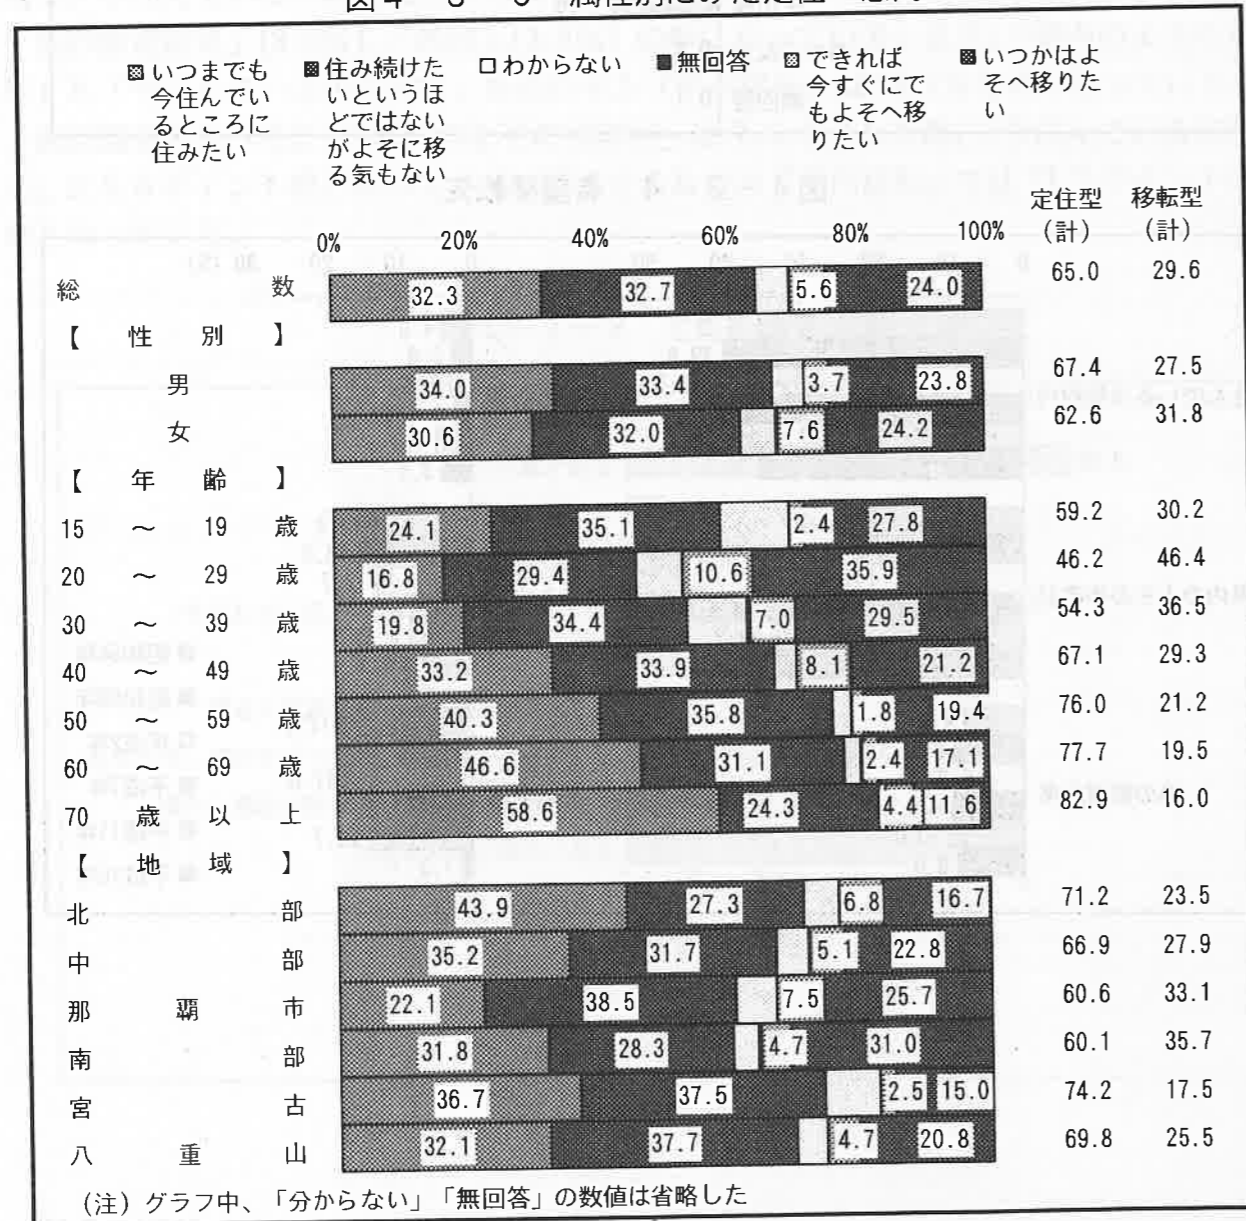 いつまでも今住んでいるところに住みたい
住み続けたいというほどではないがよそに移る気もない
わからない
無回答
できれば今すぐにでもよそへ移りたい
いつかはよそへ移りたい
定住型 移転型
0% 20% 40% 60% 80% 100% (計) (計)
総数 32.3 32.7 5.6 24.0 65.0 29.6
【性別】
男 34.0 33.4 3.7 23.8 67.4 27.5
女 30.6 32.0 7.6 24.2 62.6 31.8
【年齢】
15〜19歳 24.1 35.1 2.4 27.8 59.2 30.2
20〜29歳 16.8 29.4 10.6 35.9 46.2 46.4
30〜39歳 19.8 34.4 7.0 29.5 54.3 36.5
40〜49歳 33.2 33.9 8.1 21.2 67.1 29.3
50〜59歳 40.3 35.8 1.8 19.4 76.0 21.2
60〜69歳 46.6 31.1 2.4 17.1 77.7 19.5
70歳以上 58.6 24.3 4.4 11.6 82.9 16.0
【地域】
北部 43.9 27.3 6.8 16.7 71.2 23.5
中部 35.2 31.7 5.1 22.8 66.9 27.9
那覇市 22.1 38.5 7.5 25.7 60.6 33.1
南部 31.8 28.3 4.7 31.0 60.1 35.7
宮古 36.7 37.5 2.5 15.0 74.2 17.5
八重山 32.1 37.7 4.7 20.8 69.8 25.5
(注) グラフ中、「分からない」「無回答」の数値は省略した